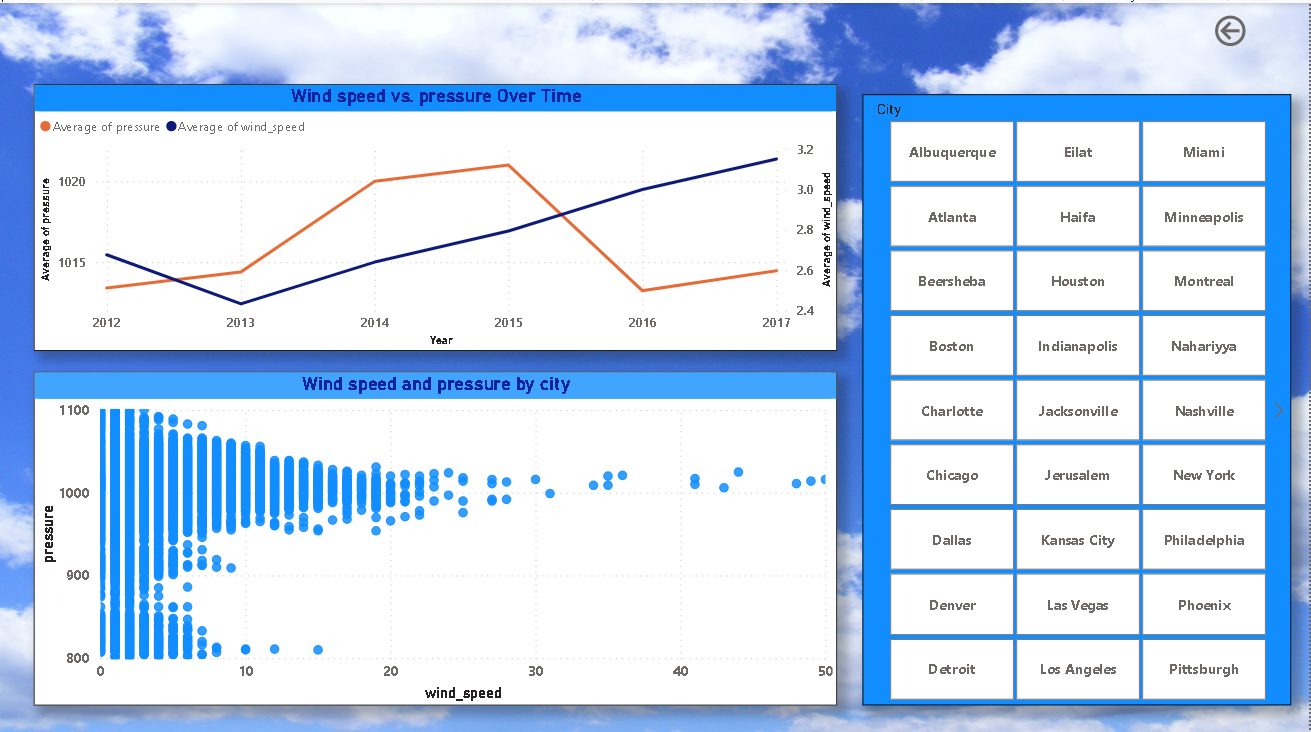 Wind speed vs. pressure Over Time
Average of pressure Average of wind_speed
Average of pressure
1020
1015
3.2
3.0
2.8
2.6
2.4
Average of wind_speed
2012 2013 2014 2015 2016 2017
Year
Wind speed and pressure by city
pressure
1100
1000
900
800
0 10 20 30 40 50
wind_speed
City
Albuquerque Eilat Miami
Atlanta Haifa Minneapolis
Beersheba Houston Montreal
Boston Indianapolis Nahariyya
Charlotte Jacksonville Nashville
Chicago Jerusalem New York
Dallas Kansas City Philadelphia
Denver Las Vegas Phoenix
Detroit Los Angeles Pittsburgh